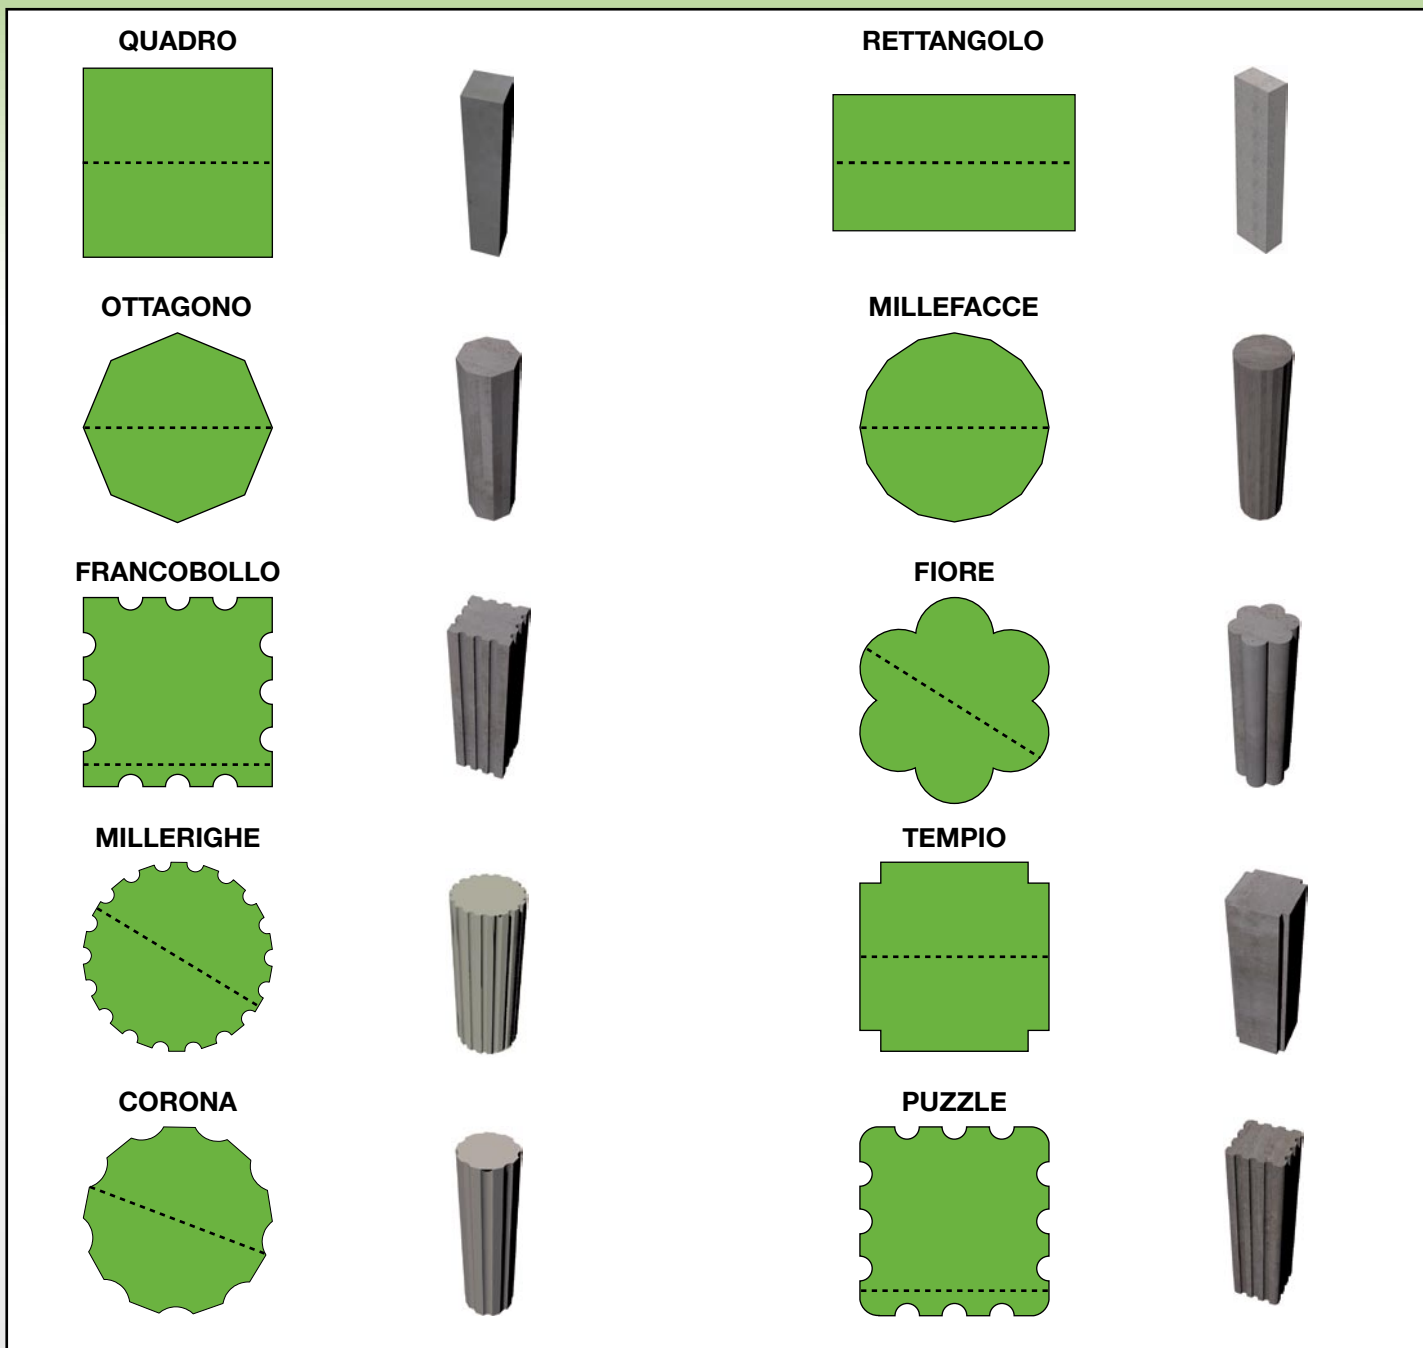 QUADRO
RETTANGOLO
OTTAGONO
MILLEFACCE
FRANCOBOLLO
FIORE
MILLERIGHE
TEMPIO
CORONA
PUZZLE